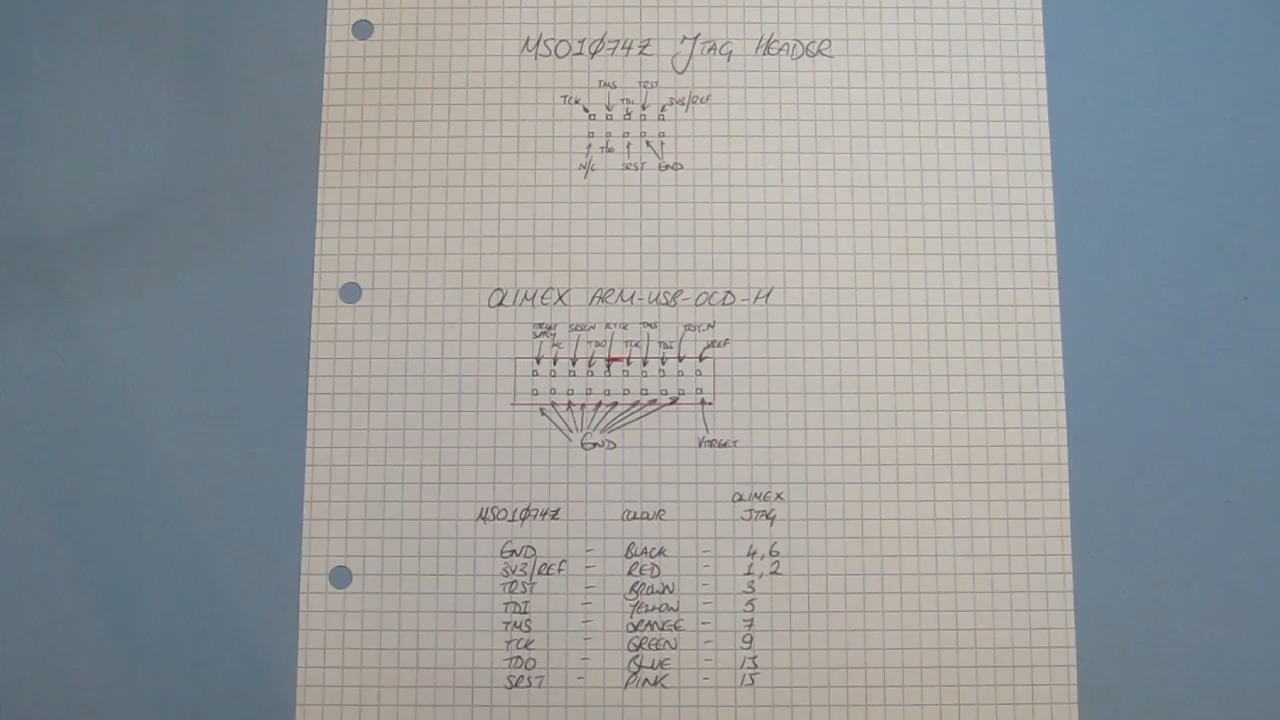 MSO1Ø74Z JTAG HEADER
TMS TRST
TCK TDI 3V3/REF
TDO
N/C SRST GND
OLIMEX ARM-USB-OCD-H
SRSTN RTCK TMS TRST_N
NC TDO TCK TDI VREF
GND VTARGET
OLIMEX
MSO1Ø74Z COLOUR JTAG
GND - BLACK - 4,6
3V3/REF - RED - 1,2
TRST - BROWN - 3
TDI - YELLOW - 5
TMS - ORANGE - 7
TCK - GREEN - 9
TDO - BLUE - 13
SRST - PINK - 15